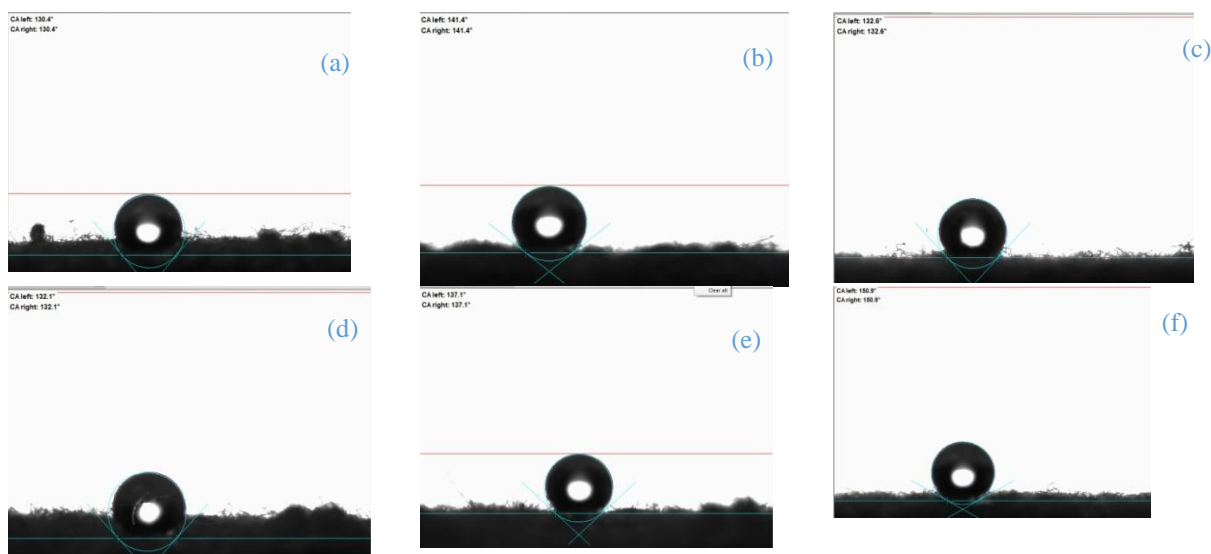 CA left: 130.4°
CA right: 130.4°
(a)
CA left: 141.4°
CA right: 141.4°
(b)
CA left: 132.6°
CA right: 132.6°
(c)
CA left: 132.1°
CA right: 132.1°
(d)
CA left: 137.1°
CA right: 137.1°
Clear all
(e)
CA left: 150.9°
CA right: 150.9°
(f)